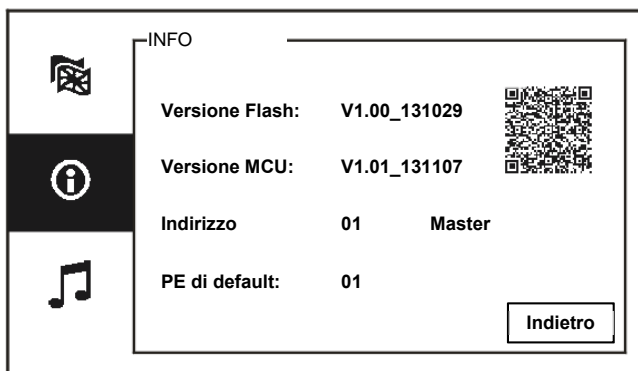 INFO
Versione Flash: V1.00_131029
Versione MCU: V1.01_131107
Indirizzo 01 Master
PE di default: 01
Indietro